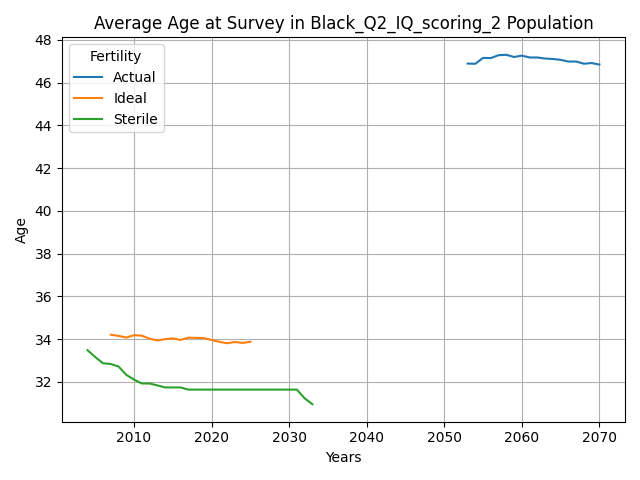 Average Age at Survey in Black_Q2_IQ_scoring_2 Population
48
46
44
42
40
38
36
34
32
Age
Fertility
Actual
Ideal
Sterile
2010 2020 2030 2040 2050 2060 2070
Years